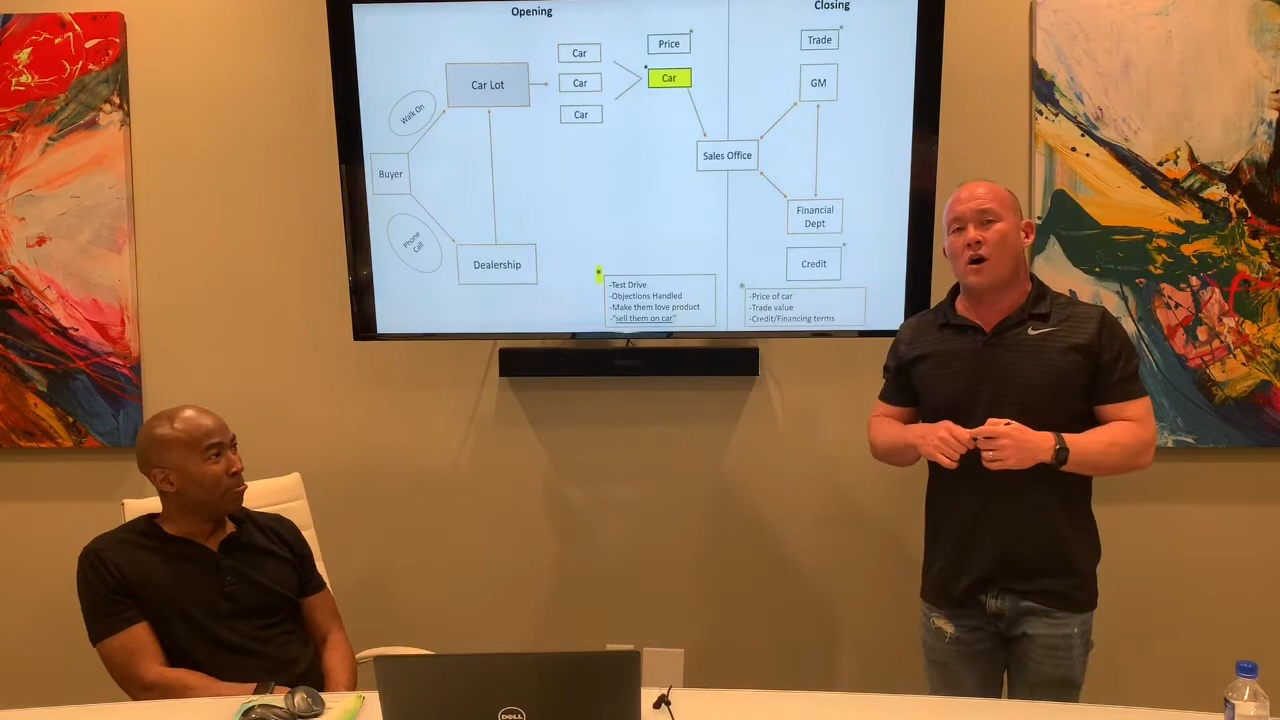 Opening
Closing
Car
Price*
Trade*
Car Lot
Car
*Car
GM
Walk On
Car
Buyer
Sales Office
Phone
Call
Dealership
Financial
Dept
Credit*
*
-Test Drive
-Objections Handled
-Make them love product
-"sell them on car"
*
-Price of car
-Trade value
-Credit/Financing terms
DELL